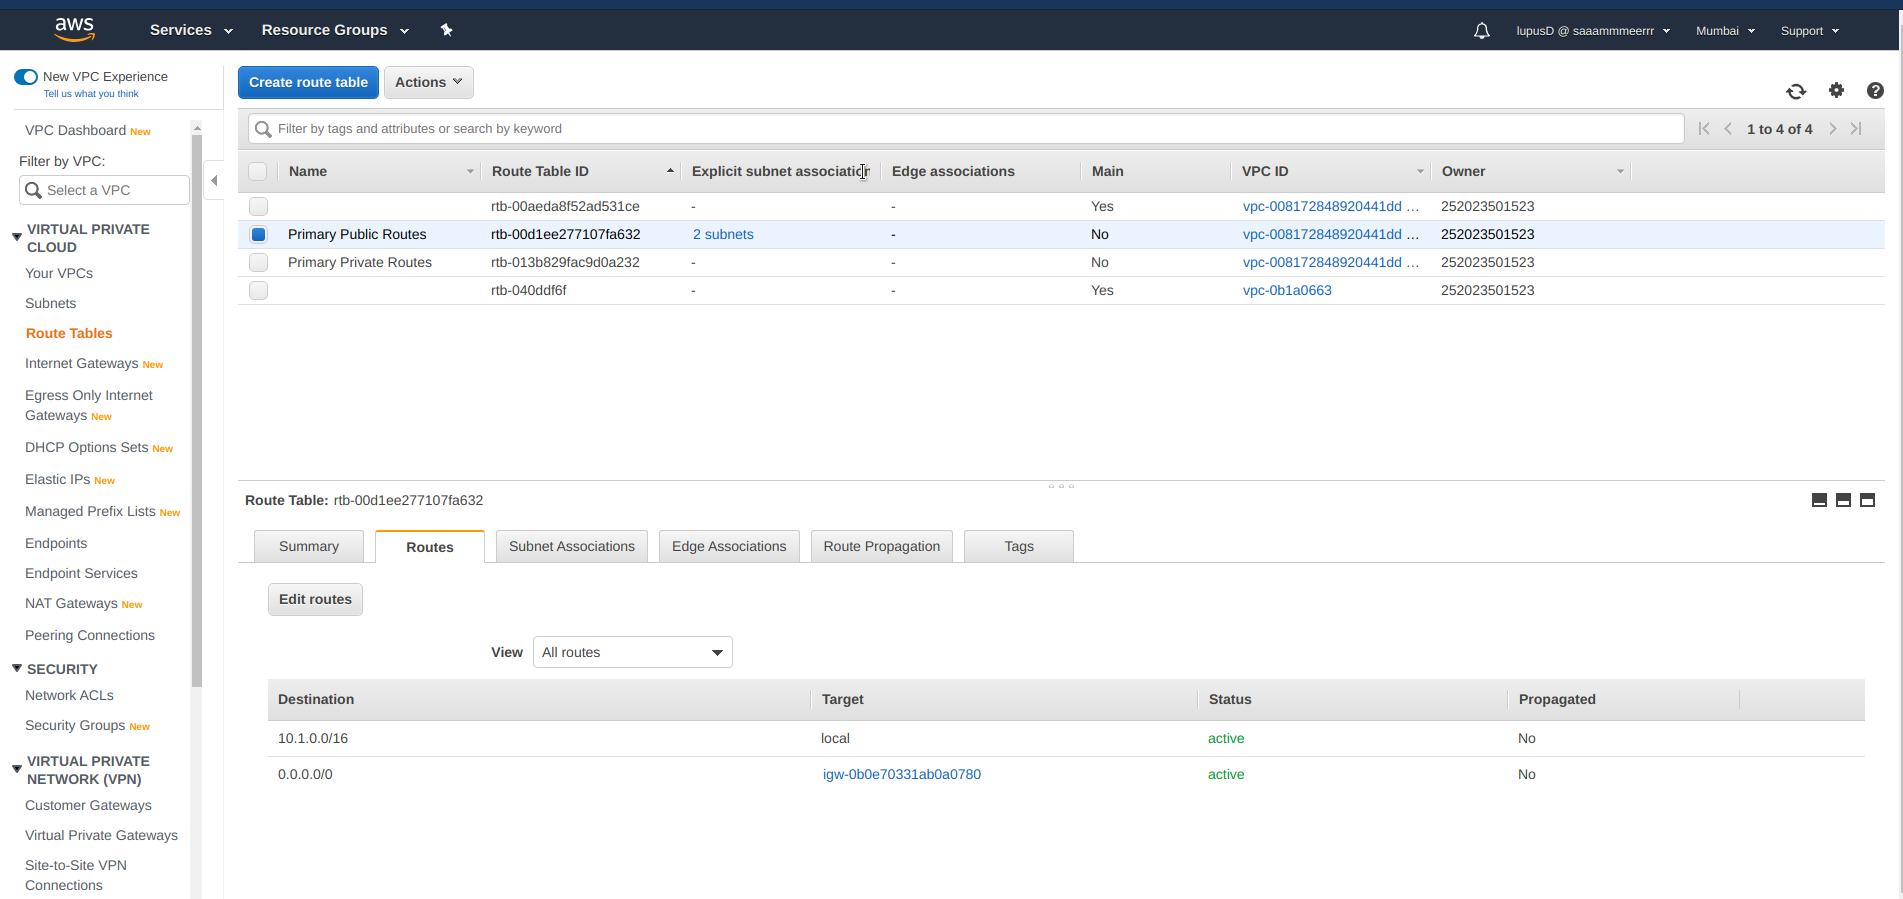 aws Services Resource Groups lupusD @ saaammmeerrr Mumbai Support
New VPC Experience
Tell us what you think
VPC Dashboard New
Filter by VPC:
Select a VPC
VIRTUAL PRIVATE
CLOUD
Your VPCs
Subnets
Route Tables
Internet Gateways New
Egress Only Internet
Gateways New
DHCP Options Sets New
Elastic IPs New
Managed Prefix Lists New
Endpoints
Endpoint Services
NAT Gateways New
Peering Connections
SECURITY
Network ACLs
Security Groups New
VIRTUAL PRIVATE
NETWORK (VPN)
Customer Gateways
Virtual Private Gateways
Site-to-Site VPN
Connections
Create route table Actions
Filter by tags and attributes or search by keyword 1 to 4 of 4
Name Route Table ID Explicit subnet association Edge associations Main VPC ID Owner
rtb-00aeda8f52ad531ce - - Yes vpc-008172848920441dd ... 252023501523
Primary Public Routes rtb-00d1ee277107fa632 2 subnets - No vpc-008172848920441dd ... 252023501523
Primary Private Routes rtb-013b829fac9d0a232 - - No vpc-008172848920441dd ... 252023501523
rtb-040ddf6f - - Yes vpc-0b1a0663 252023501523
Route Table: rtb-00d1ee277107fa632
Summary Routes Subnet Associations Edge Associations Route Propagation Tags
Edit routes
View All routes
Destination Target Status Propagated
10.1.0.0/16 local active No
0.0.0.0/0 igw-0b0e70331ab0a0780 active No